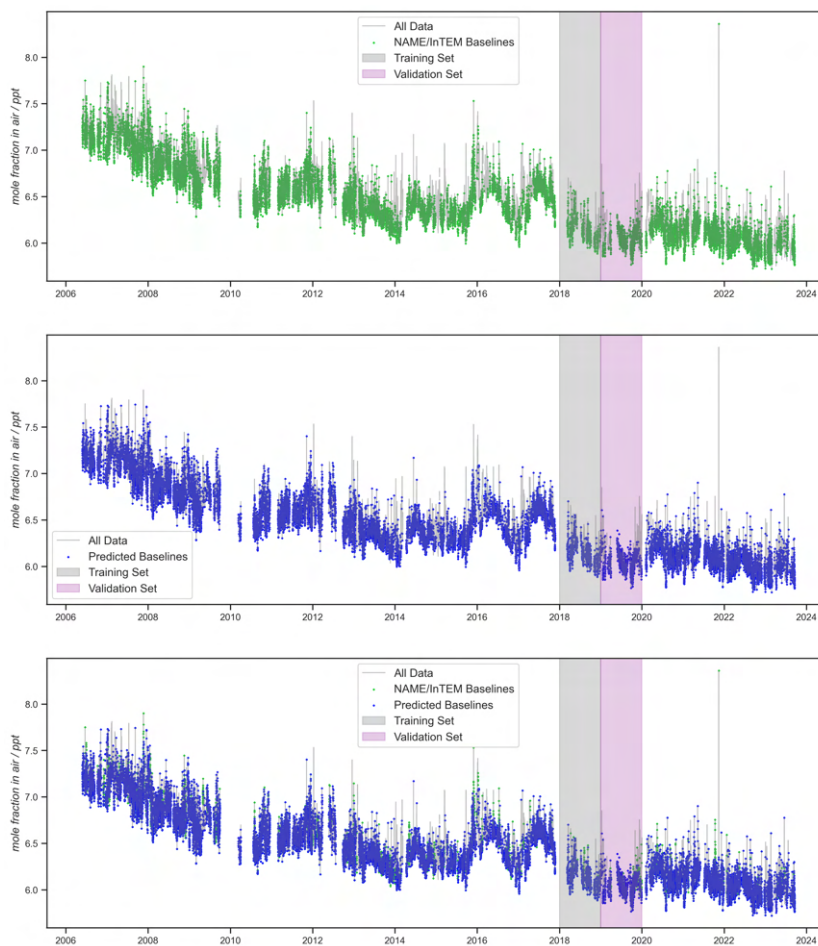 All Data
NAME/InTEM Baselines
Training Set
Validation Set
8.0
7.5
7.0
6.5
6.0
mole fraction in air / ppt
2006 2008 2010 2012 2014 2016 2018 2020 2022 2024
8.0
7.5
7.0
6.5
6.0
mole fraction in air / ppt
All Data
Predicted Baselines
Training Set
Validation Set
2006 2008 2010 2012 2014 2016 2018 2020 2022 2024
All Data
NAME/InTEM Baselines
Predicted Baselines
Training Set
Validation Set
8.0
7.5
7.0
6.5
6.0
mole fraction in air / ppt
2006 2008 2010 2012 2014 2016 2018 2020 2022 2024